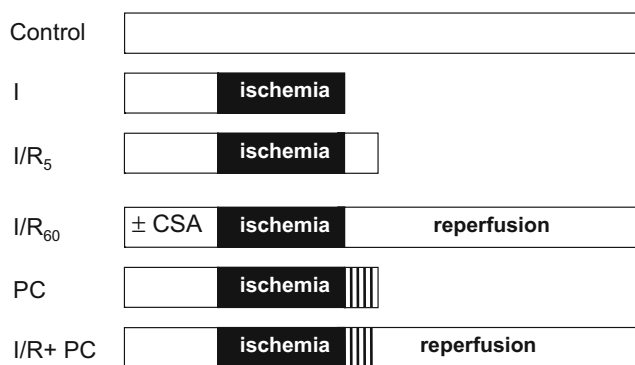 Control
I ischemia
I/R₅ ischemia
I/R₆₀ ± CSA ischemia reperfusion
PC ischemia
I/R+ PC ischemia reperfusion